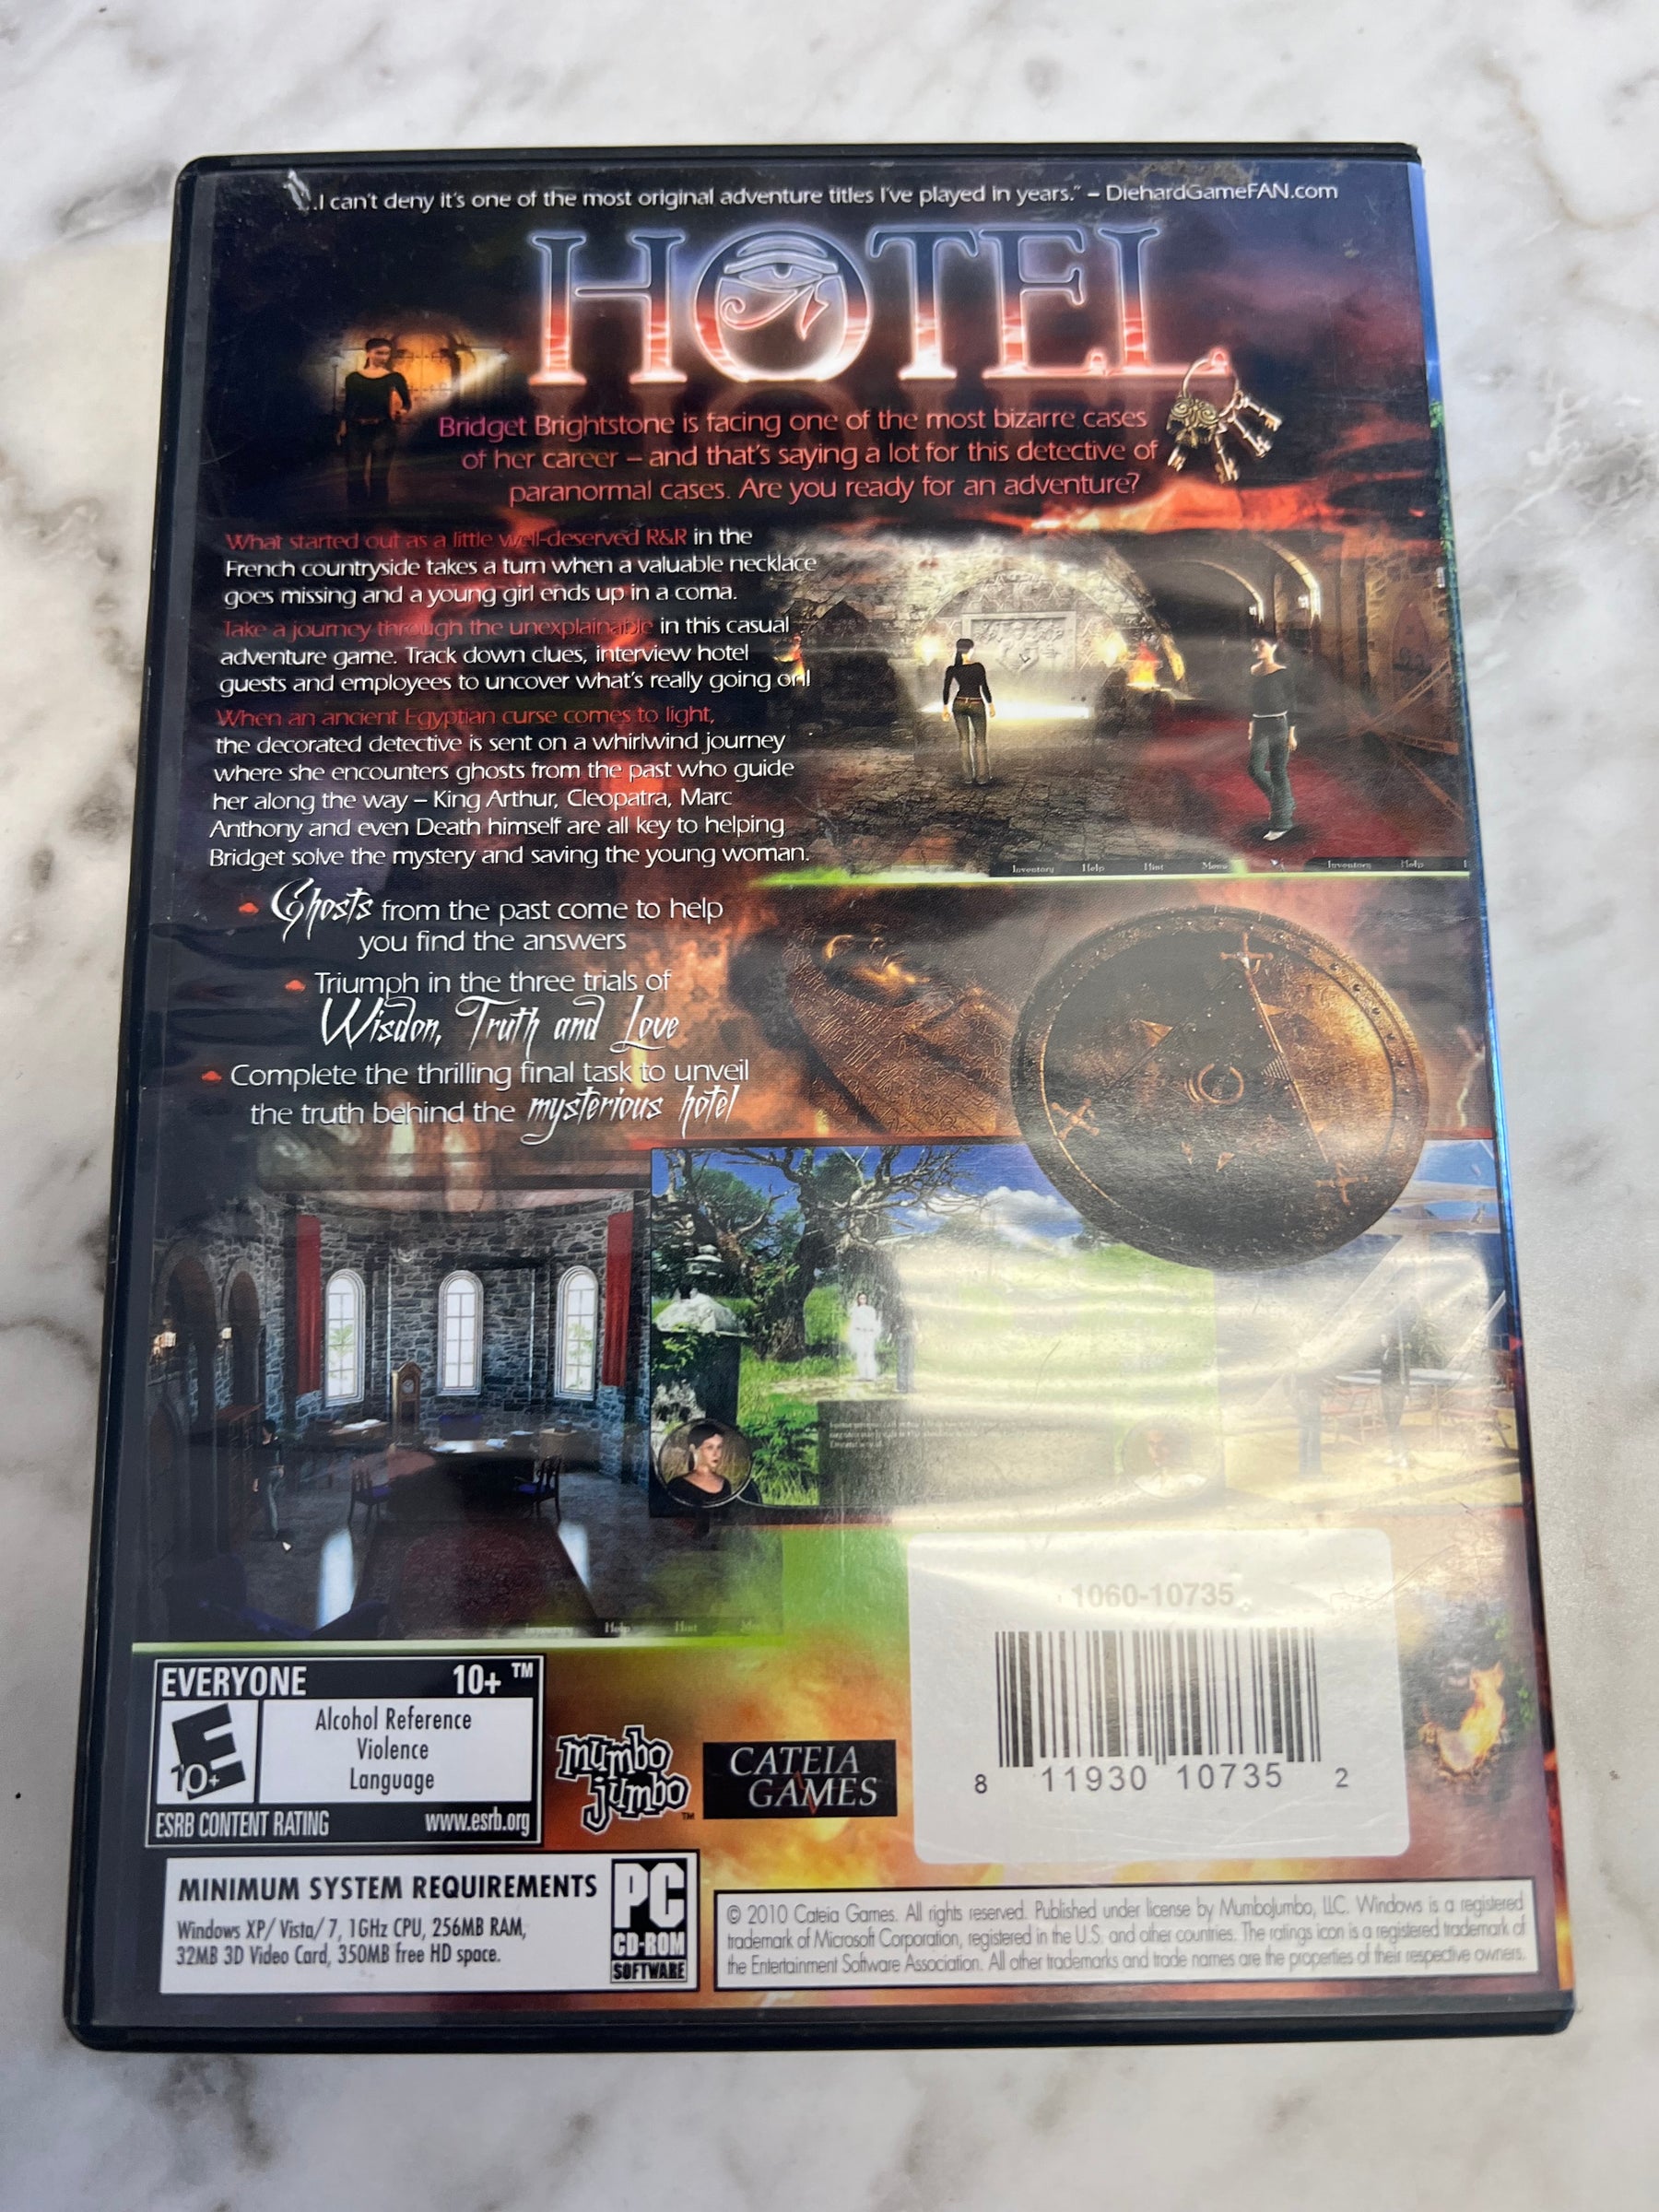 ..I can't deny it's one of the most original adventure titles I've played in years." – DiehardGameFAN.com
HOTEL
Bridget Brightstone is facing one of the most bizarre cases
of her career – and that's saying a lot for this detective of
paranormal cases. Are you ready for an adventure?
What started out as a little well-deserved R&R in the
French countryside takes a turn when a valuable necklace
goes missing and a young girl ends up in a coma.
Take a journey through the unexplainable in this casual
adventure game. Track down clues, interview hotel
guests and employees to uncover what's really going on!
When an ancient Egyptian curse comes to light,
the decorated detective is sent on a whirlwind journey
where she encounters ghosts from the past who guide
her along the way – King Arthur, Cleopatra, Marc
Anthony and even Death himself are all key to helping
Bridget solve the mystery and saving the young woman.
Inventory Help Hint Menu Inventory Help
Ghosts from the past come to help
you find the answers
Triumph in the three trials of
Wisdon, Truth and Love
Complete the thrilling final task to unveil
the truth behind the mysterious hotel
Inventory Help Hint
1060-10735
8 11930 10735 2
EVERYONE 10+ ™
E
10+
Alcohol Reference
Violence
Language
ESRB CONTENT RATING www.esrb.org
mumbo
jumbo™
CATEIA
GAMES
MINIMUM SYSTEM REQUIREMENTS
Windows XP/Vista/7, 1GHz CPU, 256MB RAM,
32MB 3D Video Card, 350MB free HD space.
PC
CD-ROM
SOFTWARE
© 2010 Cateia Games. All rights reserved. Published under license by MumboJumbo, LLC. Windows is a registered
trademark of Microsoft Corporation, registered in the U.S. and other countries. The ratings icon is a registered trademark of
the Entertainment Software Association. All other trademarks and trade names are the properties of their respective owners.